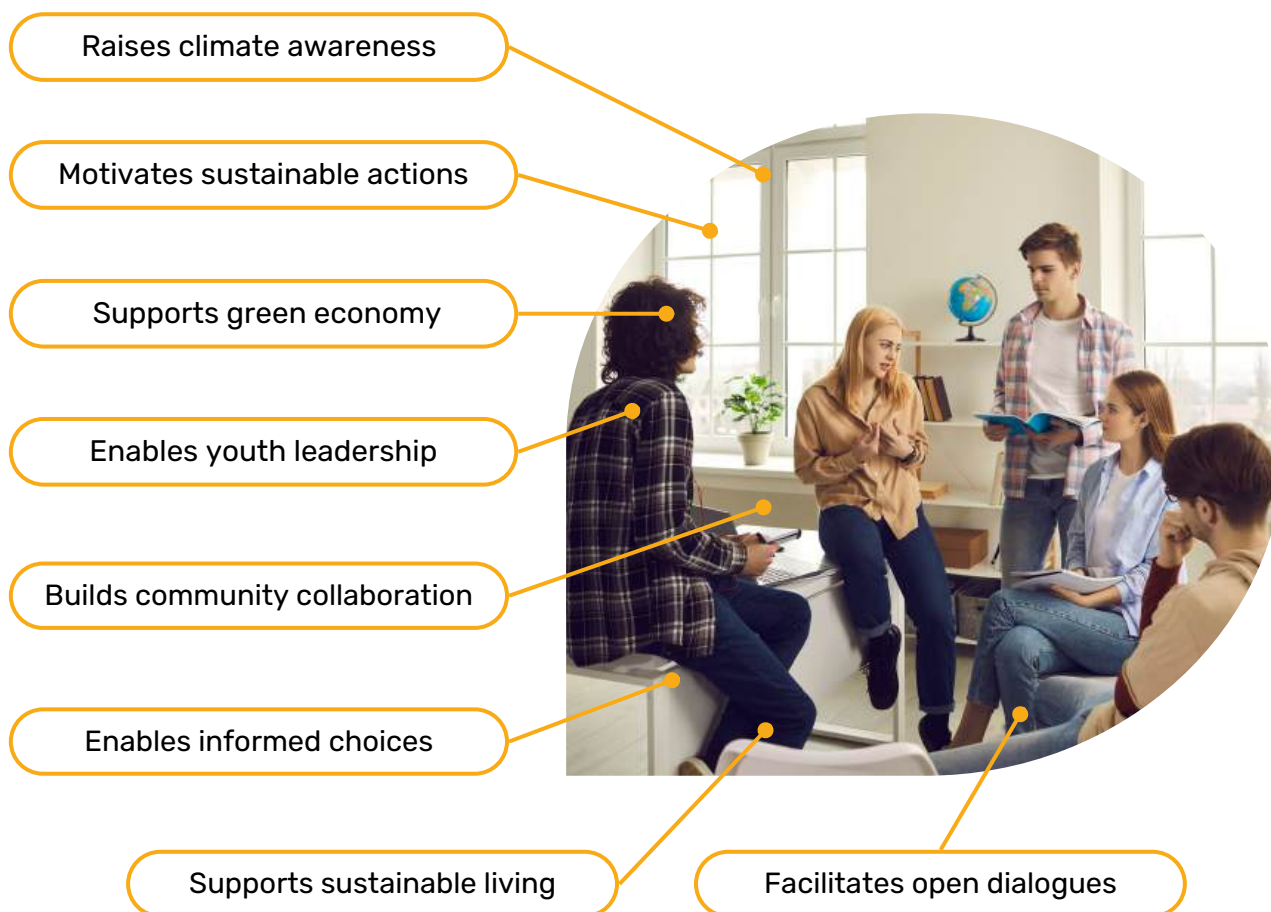 Raises climate awareness
Motivates sustainable actions
Supports green economy
Enables youth leadership
Builds community collaboration
Enables informed choices
Supports sustainable living
Facilitates open dialogues